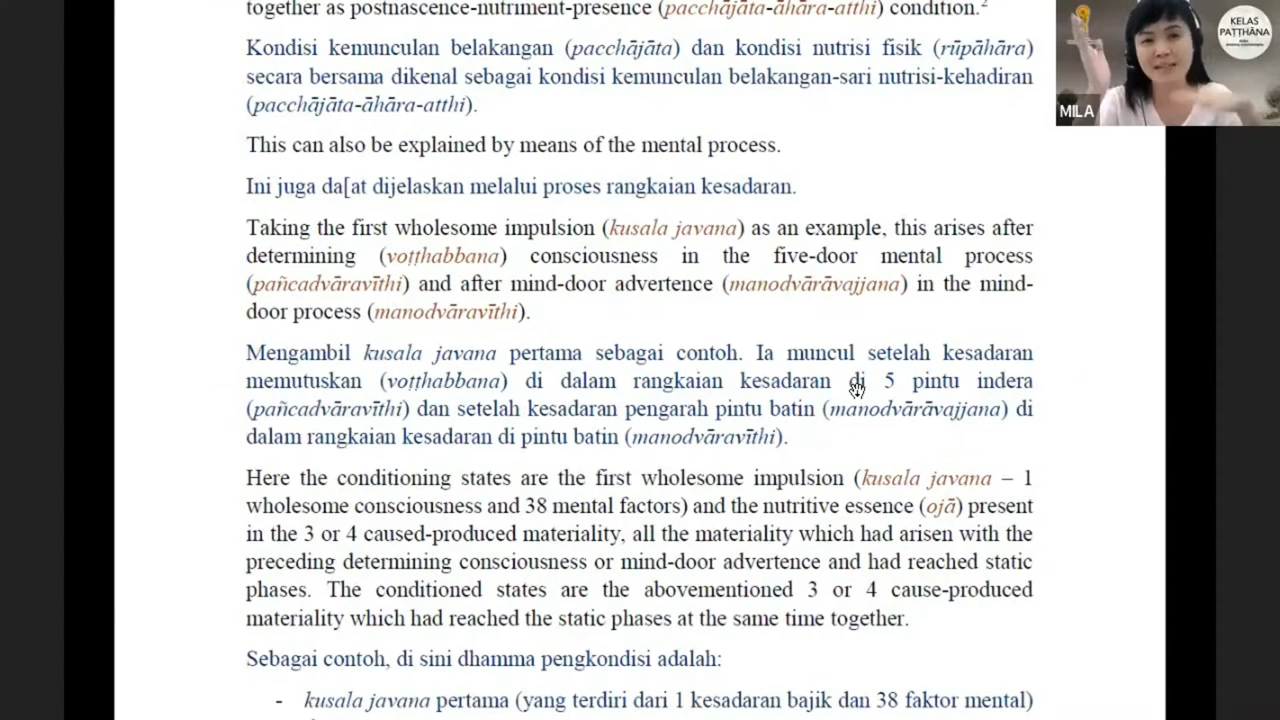 together as postnascence-nutriment-presence (pacchājāta-āhāra-atthi) condition.²
Kondisi kemunculan belakangan (pacchājāta) dan kondisi nutrisi fisik (rūpāhāra)
secara bersama dikenal sebagai kondisi kemunculan belakangan-sari nutrisi-kehadiran
(pacchājāta-āhāra-atthi).
This can also be explained by means of the mental process.
Ini juga da[at dijelaskan melalui proses rangkaian kesadaran.
Taking the first wholesome impulsion (kusala javana) as an example, this arises after
determining (voṭṭhabbana) consciousness in the five-door mental process
(pañcadvāravīthi) and after mind-door advertence (manodvārāvajjana) in the mind-
door process (manodvāravīthi).
Mengambil kusala javana pertama sebagai contoh. Ia muncul setelah kesadaran
memutuskan (voṭṭhabbana) di dalam rangkaian kesadaran di 5 pintu indera
(pañcadvāravīthi) dan setelah kesadaran pengarah pintu batin (manodvārāvajjana) di
dalam rangkaian kesadaran di pintu batin (manodvāravīthi).
Here the conditioning states are the first wholesome impulsion (kusala javana – 1
wholesome consciousness and 38 mental factors) and the nutritive essence (ojā) present
in the 3 or 4 caused-produced materiality, all the materiality which had arisen with the
preceding determining consciousness or mind-door advertence and had reached static
phases. The conditioned states are the abovementioned 3 or 4 cause-produced
materiality which had reached the static phases at the same time together.
Sebagai contoh, di sini dhamma pengkondisi adalah:
- kusala javana pertama (yang terdiri dari 1 kesadaran bajik dan 38 faktor mental)
MILA
KELAS
PAṬṬHĀNA